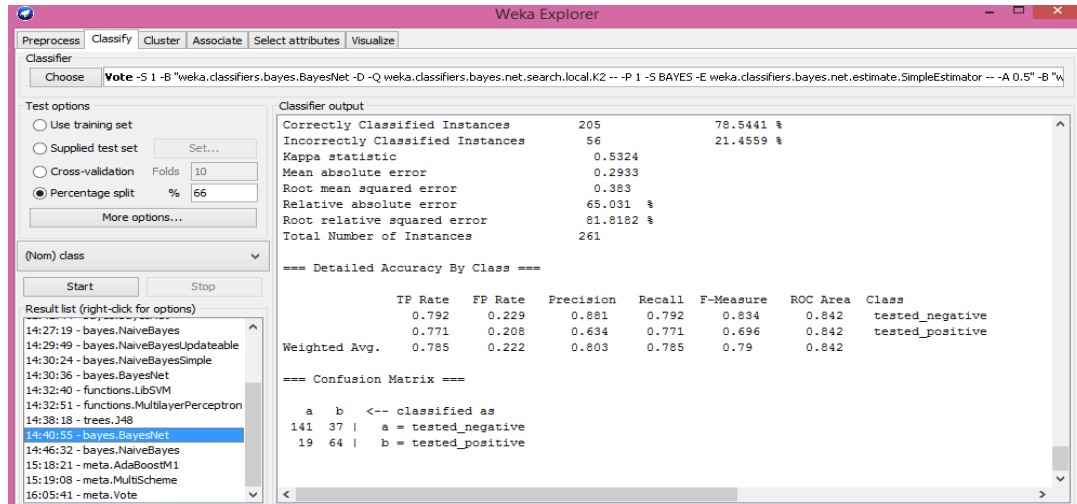 Weka Explorer
Preprocess Classify Cluster Associate Select attributes Visualize
Classifier
Choose Vote -S 1 -B "weka.classifiers.bayes.BayesNet -D -Q weka.classifiers.bayes.net.search.local.K2 -- -P 1 -S BAYES -E weka.classifiers.bayes.net.estimate.SimpleEstimator -- -A 0.5" -B "w
Test options
Use training set
Supplied test set Set...
Cross-validation Folds 10
Percentage split % 66
More options...
(Nom) class
Start Stop
Result list (right-click for options)
14:27:19 - bayes.NaiveBayes
14:29:49 - bayes.NaiveBayesUpdateable
14:30:24 - bayes.NaiveBayesSimple
14:30:36 - bayes.BayesNet
14:32:40 - functions.LibSVM
14:32:51 - functions.MultilayerPerceptron
14:38:18 - trees.J48
14:40:55 - bayes.BayesNet
14:46:32 - bayes.NaiveBayes
15:18:21 - meta.AdaBoostM1
15:19:08 - meta.MultiScheme
16:05:41 - meta.Vote
Classifier output
Correctly Classified Instances 205 78.5441 %
Incorrectly Classified Instances 56 21.4559 %
Kappa statistic 0.5324
Mean absolute error 0.2933
Root mean squared error 0.383
Relative absolute error 65.031 %
Root relative squared error 81.8182 %
Total Number of Instances 261
=== Detailed Accuracy By Class ===
TP Rate FP Rate Precision Recall F-Measure ROC Area Class
0.792 0.229 0.881 0.792 0.834 0.842 tested_negative
0.771 0.208 0.634 0.771 0.696 0.842 tested_positive
Weighted Avg. 0.785 0.222 0.803 0.785 0.79 0.842
=== Confusion Matrix ===
a b <-- classified as
141 37 | a = tested_negative
19 64 | b = tested_positive